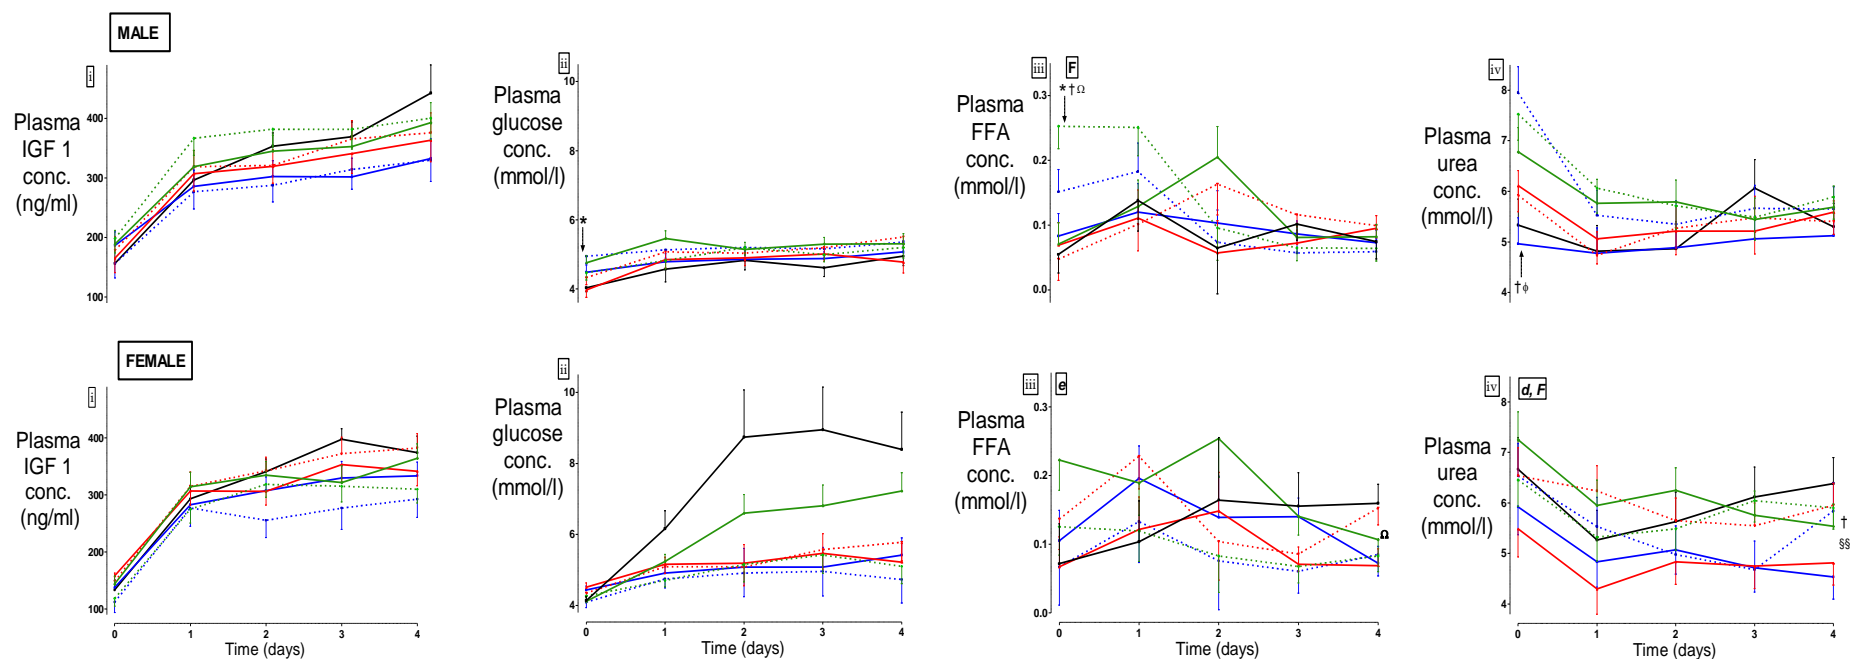 MALE
i
Plasma
IGF 1
conc.
(ng/ml)
400
300
200
100
ii
Plasma
glucose
conc.
(mmol/l)
10
8
6
4
*
iii
F
Plasma
FFA
conc.
(mmol/l)
0.3
0.2
0.1
0.0
*†Ω
iv
Plasma
urea
conc.
(mmol/l)
8
7
6
5
4
†ϕ
FEMALE
i
Plasma
IGF 1
conc.
(ng/ml)
400
300
200
100
0 1 2 3 4
Time (days)
ii
Plasma
glucose
conc.
(mmol/l)
10
8
6
4
0 1 2 3 4
Time (days)
iii
e
Plasma
FFA
conc.
(mmol/l)
0.3
0.2
0.1
0.0
Ω
0 1 2 3 4
Time (days)
iv
d, F
Plasma
urea
conc.
(mmol/l)
8
7
6
5
4
†
§§
0 1 2 3 4
Time (days)